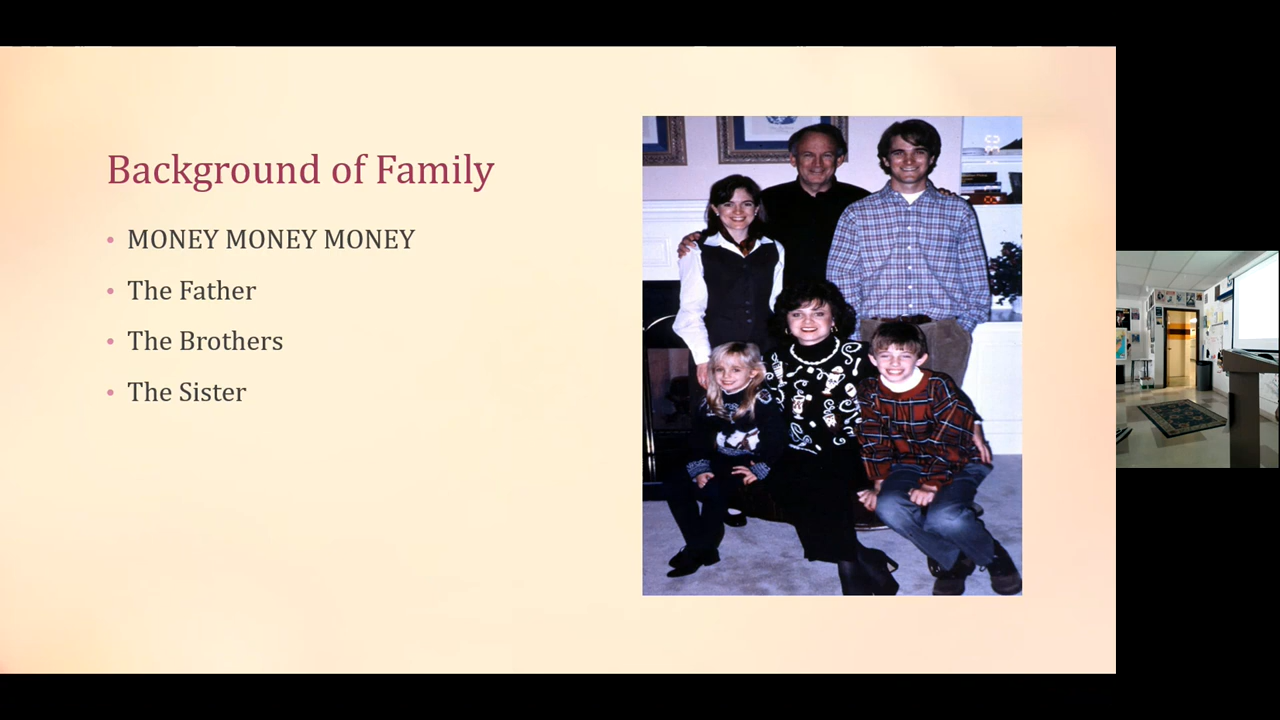 Background of Family
• MONEY MONEY MONEY
• The Father
• The Brothers
• The Sister